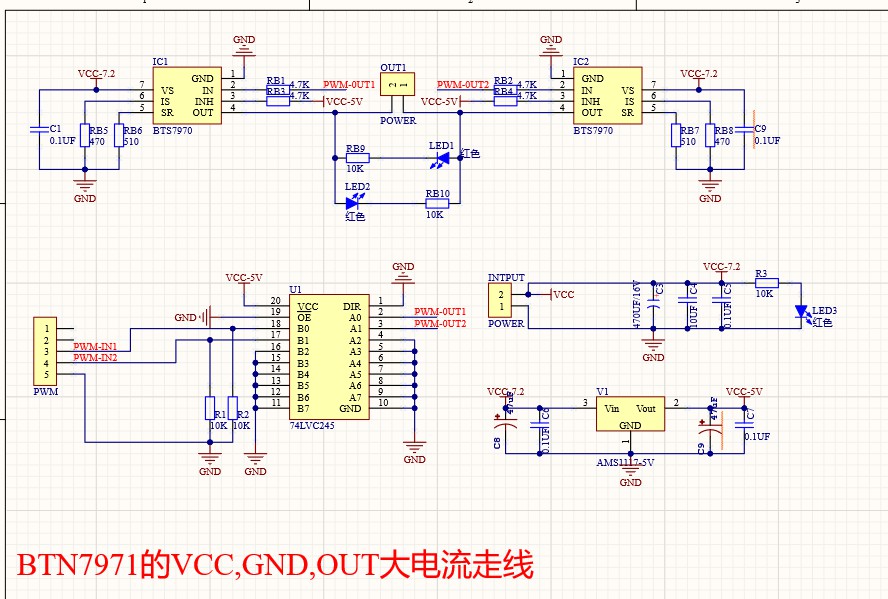 GND
GND
IC1
IC2
VCC-7.2
OUT1
VCC-7.2
7 VS GND 1
6 IS IN 2
5 SR INH 3
OUT 4
BTS7970
RB1 4.7K
RB3 4.7K
PWM-OUT1
VCC-5V
2 1
POWER
PWM-OUT2
VCC-5V
RB2 4.7K
RB4 4.7K
1 GND VS 7
2 IN IS 6
3 INH SR 5
4 OUT
BTS7970
C1
0.1UF
RB5
470
RB6
510
RB7
510
RB8
470
C9
0.1UF
GND
GND
RB9
10K
LED1
红色
LED2
红色
RB10
10K
VCC-5V
U1
GND
GND
20 VCC DIR 1
19 OE A0 2
18 B0 A1 3
17 B1 A2 4
16 B2 A3 5
15 B3 A4 6
14 B4 A5 7
13 B5 A6 8
12 B6 A7 9
11 B7 GND 10
74LVC245
PWM-OUT1
PWM-OUT2
1
2
3 PWM-IN1
4 PWM-IN2
5
PWM
R1
10K
R2
10K
GND
GND
GND
INTPUT
2
1
POWER
VCC
VCC-7.2
470UF/16V
C3
C4
10UF
C5
0.1UF
R3
10K
LED3
红色
GND
VCC-7.2
47uF
C8
C6
0.1UF
V1
3 Vin Vout 2
GND
1
AMS1117-5V
GND
VCC-5V
47uF
C9
C7
0.1UF
BTN7971的VCC,GND,OUT大电流走线